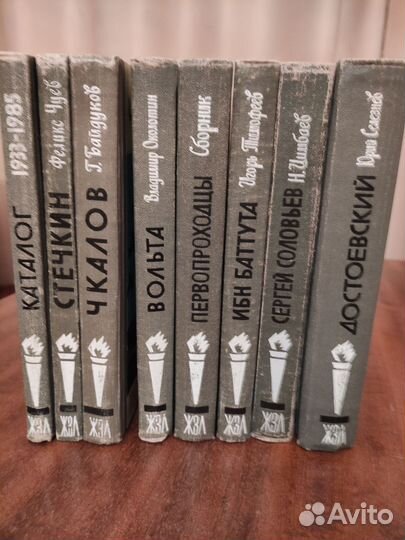 КАТАЛОГ 1933-1985
ЖЗЛ
СТЕЧКИН Феликс Чуев
ЖЗЛ
ЧКАЛОВ Г. Байдуков
ЖЗЛ
ВОЛЬТА Владимир Околотин
ЖЗЛ
ПЕРВОПРОХОДЦЫ Сборник
ЖЗЛ
ИБН БАТТУТА Игорь Тимофеев
ЖЗЛ
СЕРГЕЙ СОЛОВЬЕВ Н. Цимбаев
ЖЗЛ
ДОСТОЕВСКИЙ Юрий Селезнев
ЖЗЛ
Avito